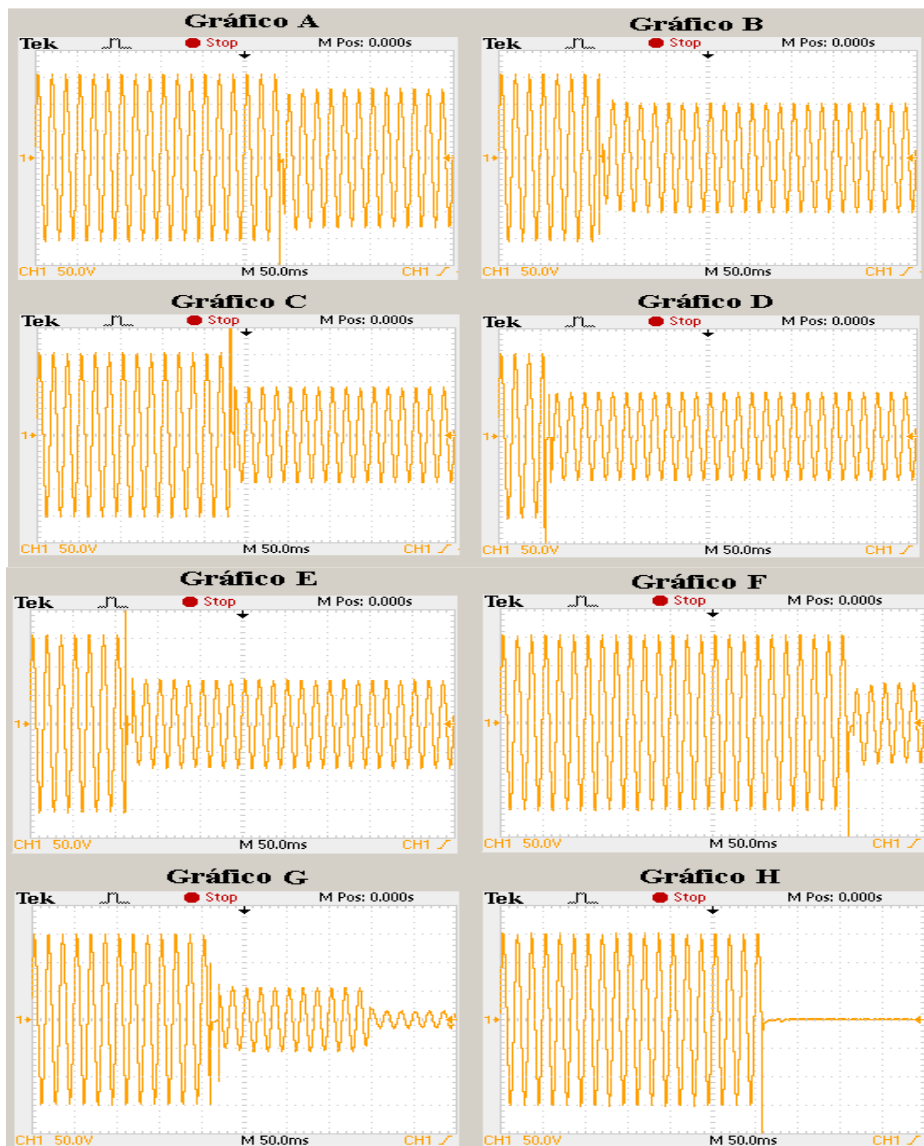 Gráfico A
Tek Stop M Pos: 0.000s
1
CH1 50.0V M 50.0ms CH1
Gráfico B
Tek Stop M Pos: 0.000s
1
CH1 50.0V M 50.0ms CH1
Gráfico C
Tek Stop M Pos: 0.000s
1
CH1 50.0V M 50.0ms CH1
Gráfico D
Tek Stop M Pos: 0.000s
1
CH1 50.0V M 50.0ms CH1
Gráfico E
Tek Stop M Pos: 0.000s
1
CH1 50.0V M 50.0ms CH1
Gráfico F
Tek Stop M Pos: 0.000s
1
CH1 50.0V M 50.0ms CH1
Gráfico G
Tek Stop M Pos: 0.000s
1
CH1 50.0V M 50.0ms CH1
Gráfico H
Tek Stop M Pos: 0.000s
1
CH1 50.0V M 50.0ms CH1